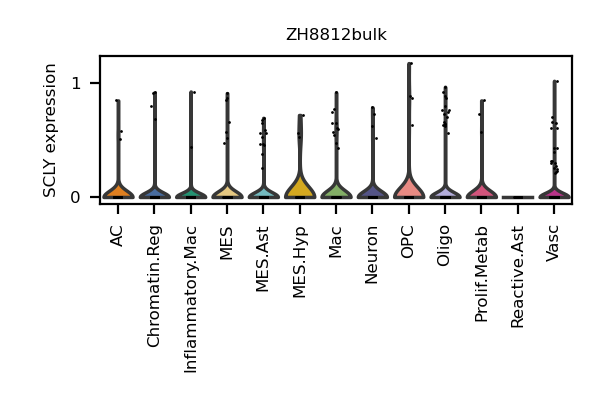 ZH8812bulk
SCLY expression
1
0
AC
Chromatin.Reg
Inflammatory.Mac
MES
MES.Ast
MES.Hyp
Mac
Neuron
OPC
Oligo
Prolif.Metab
Reactive.Ast
Vasc